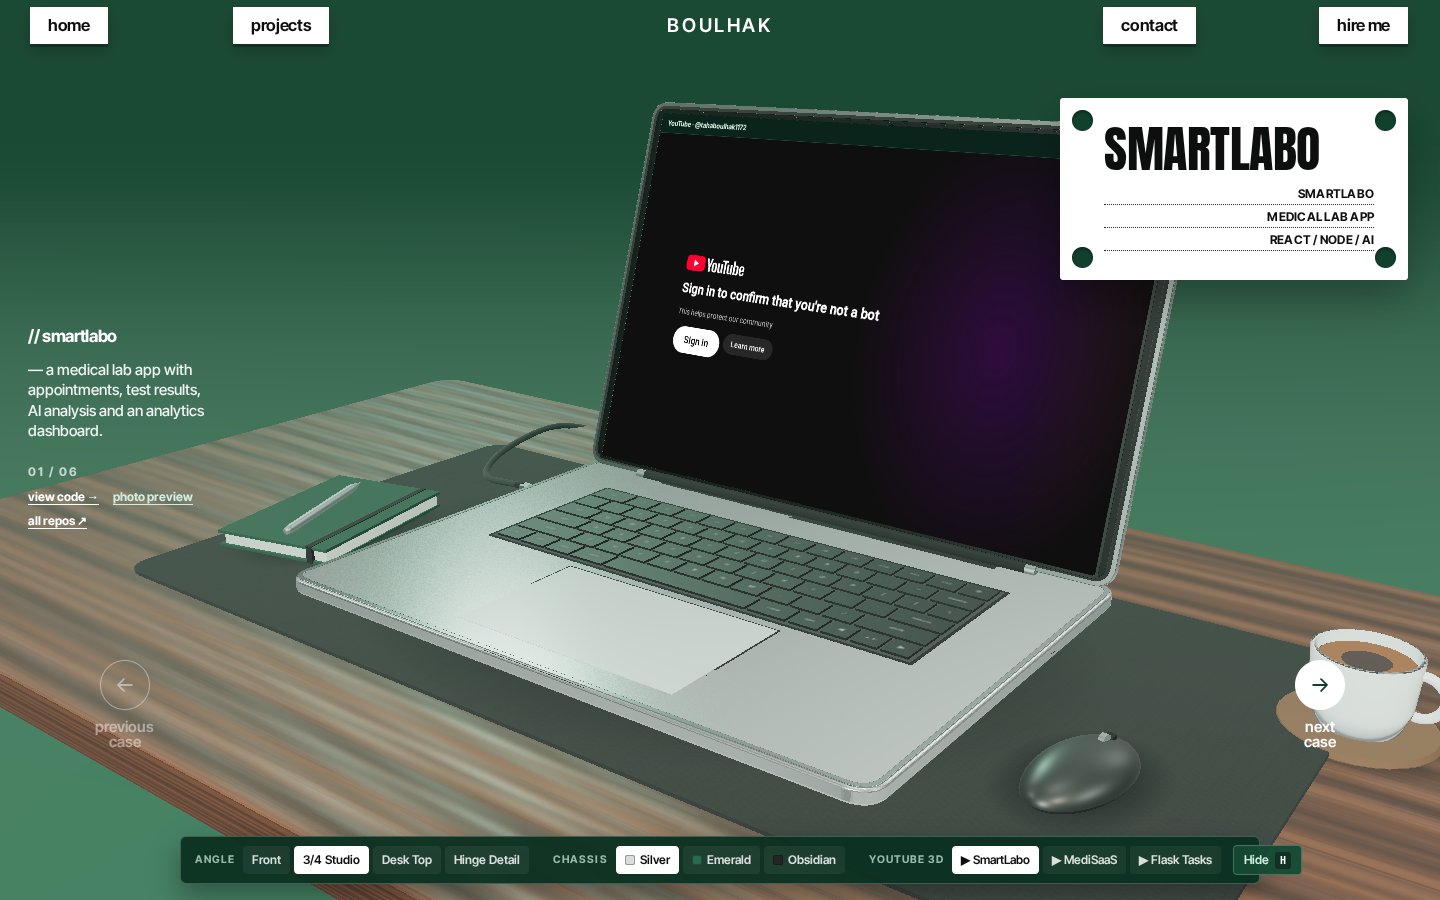 home
projects
BOULHAK
contact
hire me
YouTube · @tahaboulhak1172
SMARTLABO
SMARTLABO
MEDICAL LAB APP
REACT / NODE / AI
YouTube
Sign in to confirm that you're not a bot
This helps protect our community
Sign in
Learn more
// smartlabo
— a medical lab app with
appointments, test results,
AI analysis and an analytics
dashboard.
01 / 06
view code →
photo preview
all repos ↗
previous
case
next
case
ANGLE
Front
3/4 Studio
Desk Top
Hinge Detail
CHASSIS
Silver
Emerald
Obsidian
YOUTUBE 3D
▶ SmartLabo
▶ MediSaaS
▶ Flask Tasks
Hide H